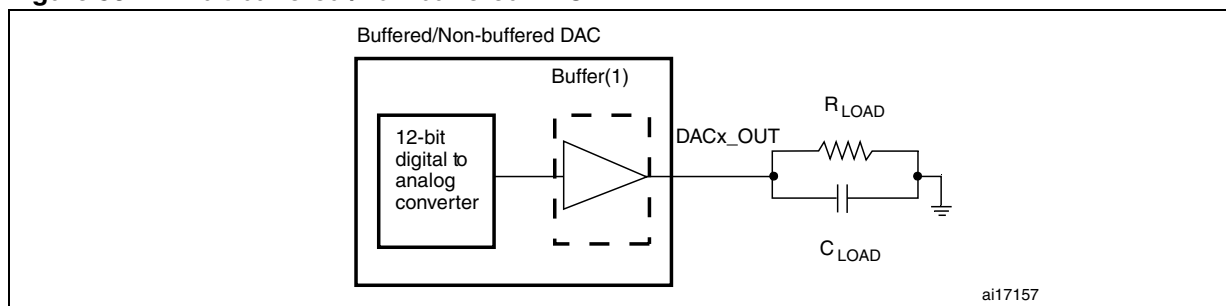 Buffered/Non-buffered DAC
Buffer(1)
12-bit
digital to
analog
converter
DACx_OUT
R LOAD
C LOAD
ai17157